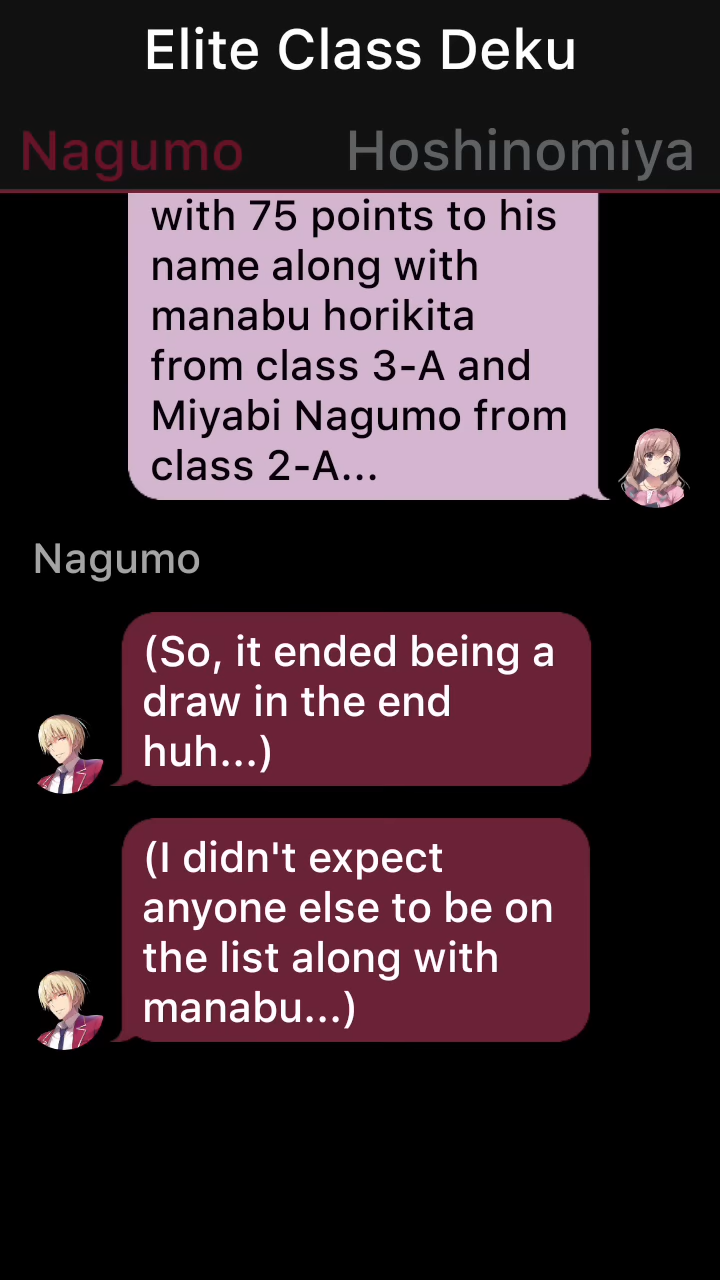 Elite Class Deku
Nagumo Hoshinomiya
with 75 points to his
name along with
manabu horikita
from class 3-A and
Miyabi Nagumo from
class 2-A...
Nagumo
(So, it ended being a
draw in the end
huh...)
(I didn't expect
anyone else to be on
the list along with
manabu...)